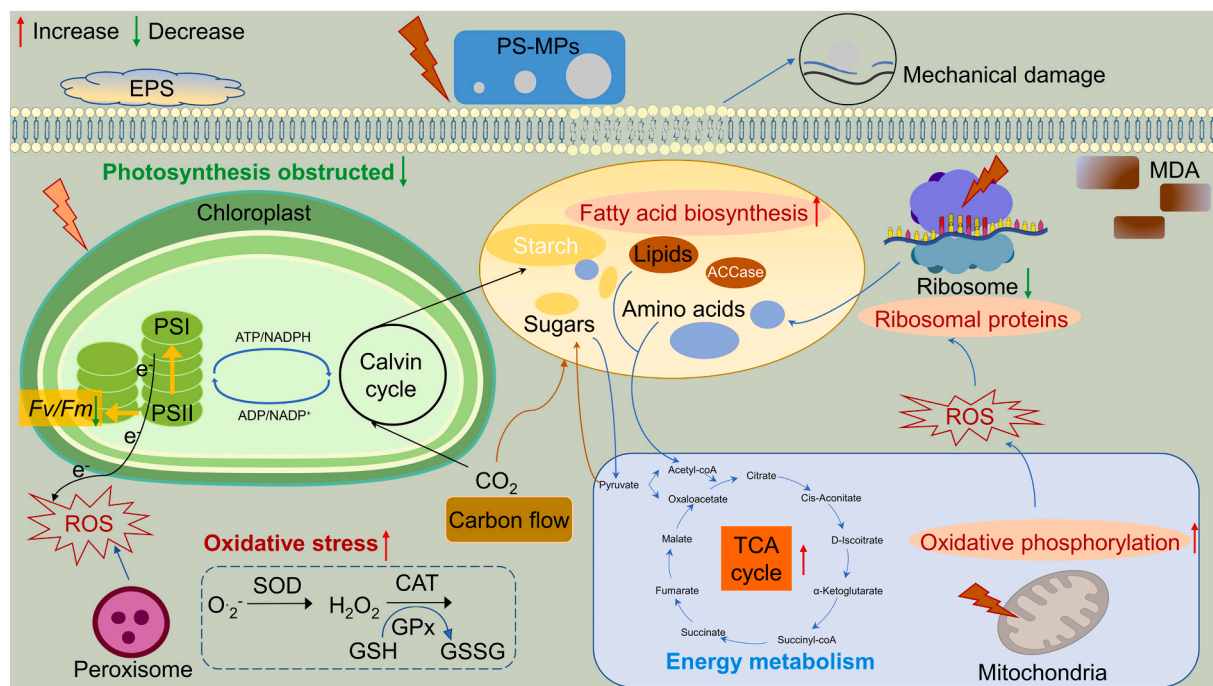 Increase
Decrease
EPS
PS-MPs
Mechanical damage
Photosynthesis obstructed
Chloroplast
PSI
PSII
e-
e-
e-
Fv/Fm
ATP/NADPH
ADP/NADP+
Calvin
cycle
CO2
Carbon flow
ROS
Peroxisome
Oxidative stress
O·2-
SOD
H2O2
CAT
GPx
GSH
GSSG
Fatty acid biosynthesis
Starch
Lipids
ACCase
Amino acids
Sugars
MDA
Ribosome
Ribosomal proteins
ROS
Pyruvate
Acetyl-coA
Oxaloacetate
Citrate
Cis-Aconitate
D-Iscoitrate
α-Ketoglutarate
Succinyl-coA
Succinate
Fumarate
Malate
TCA
cycle
Energy metabolism
Oxidative phosphorylation
Mitochondria